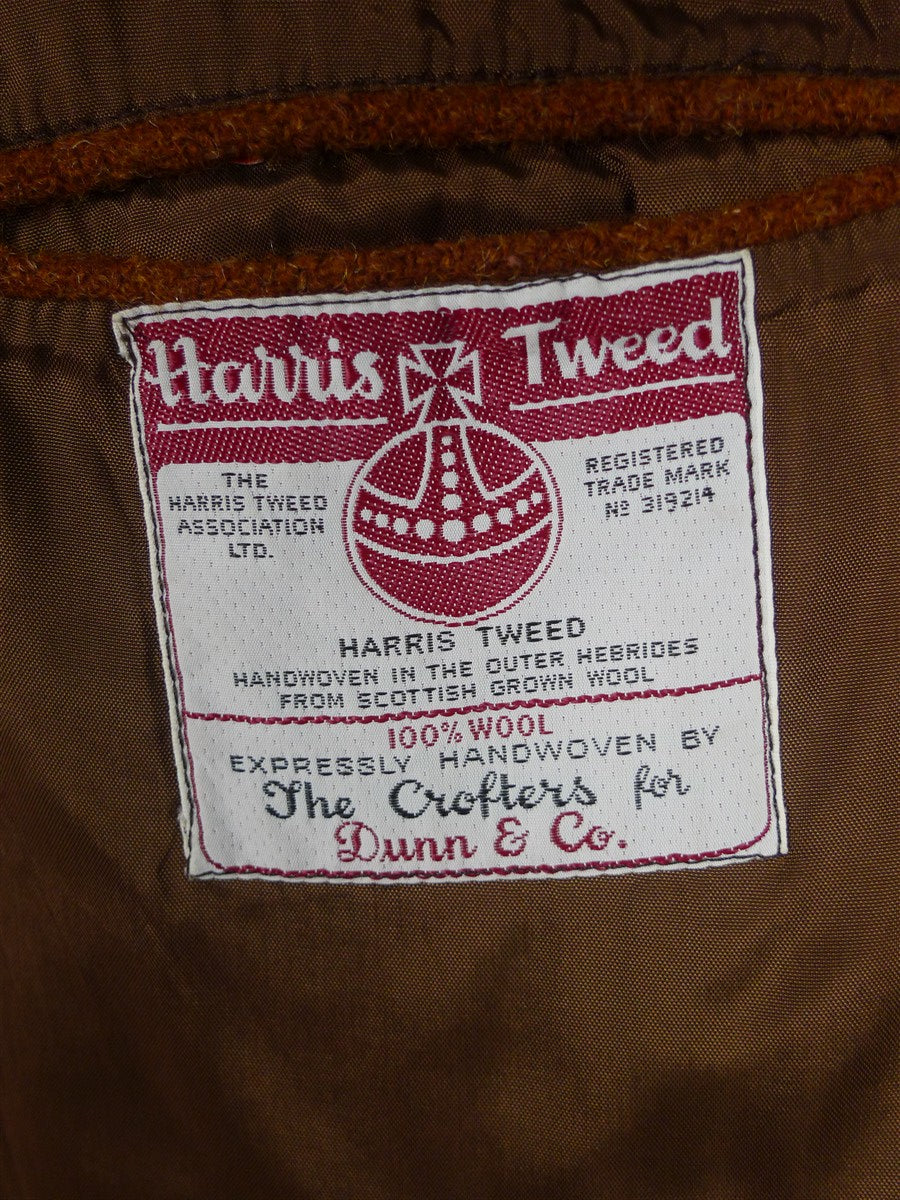 Harris Tweed
THE
HARRIS TWEED
ASSOCIATION
LTD.
REGISTERED
TRADE MARK
Nº 319214
HARRIS TWEED
HANDWOVEN IN THE OUTER HEBRIDES
FROM SCOTTISH GROWN WOOL
100% WOOL
EXPRESSLY HANDWOVEN BY
The Crofters for
Dunn & Co.